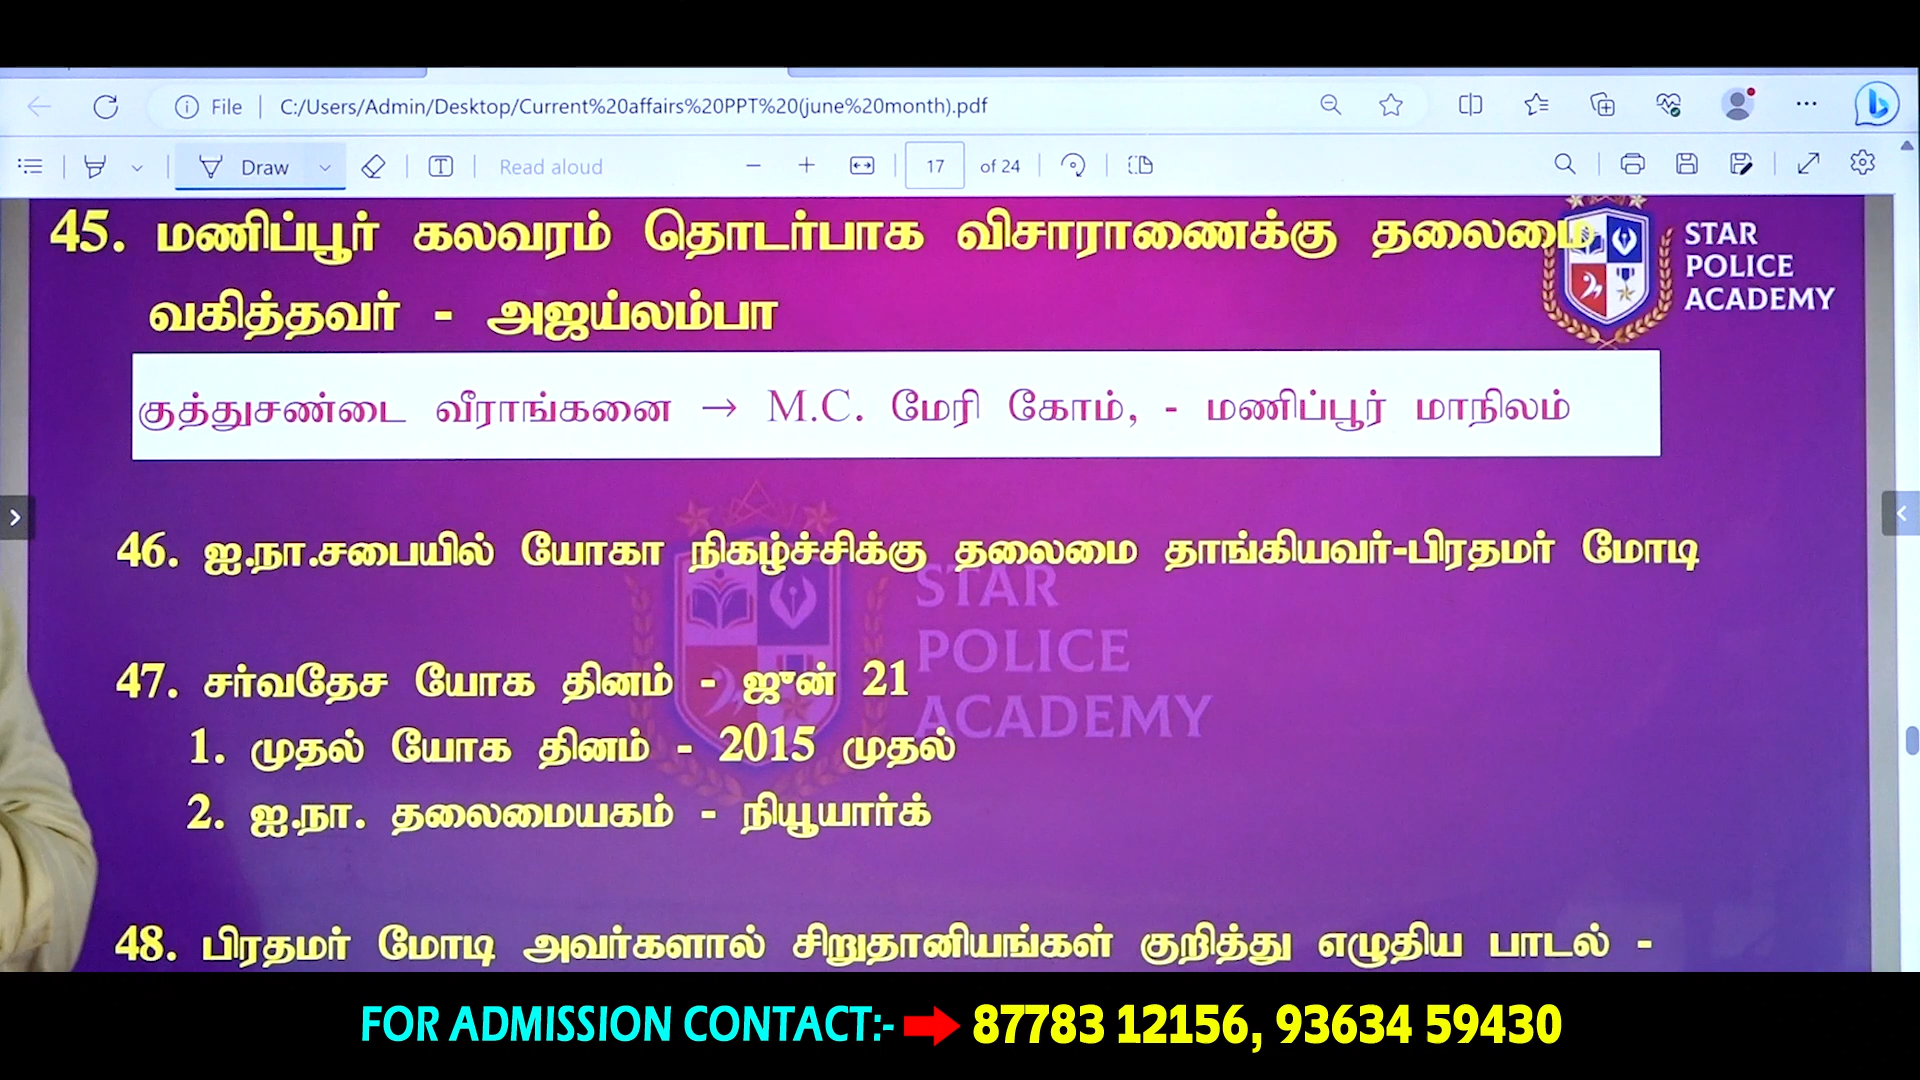 File
C:/Users/Admin/Desktop/Current%20affairs%20PPT%20(june%20month).pdf
Draw
Read aloud
17 of 24
45. மணிப்பூர் கலவரம் தொடர்பாக விசாராணைக்கு தலைமை
வகித்தவர் - அஜய்லம்பா
STAR
POLICE
ACADEMY
குத்துசண்டை வீராங்கனை → M.C. மேரி கோம், - மணிப்பூர் மாநிலம்
46. ஐ.நா.சபையில் யோகா நிகழ்ச்சிக்கு தலைமை தாங்கியவர்-பிரதமர் மோடி
STAR
POLICE
ACADEMY
47. சர்வதேச யோக தினம் - ஜுன் 21
1. முதல் யோக தினம் - 2015 முதல்
2. ஐ.நா. தலைமையகம் - நியூயார்க்
48. பிரதமர் மோடி அவர்களால் சிறுதானியங்கள் குறித்து எழுதிய பாடல் -
FOR ADMISSION CONTACT:- 87783 12156, 93634 59430